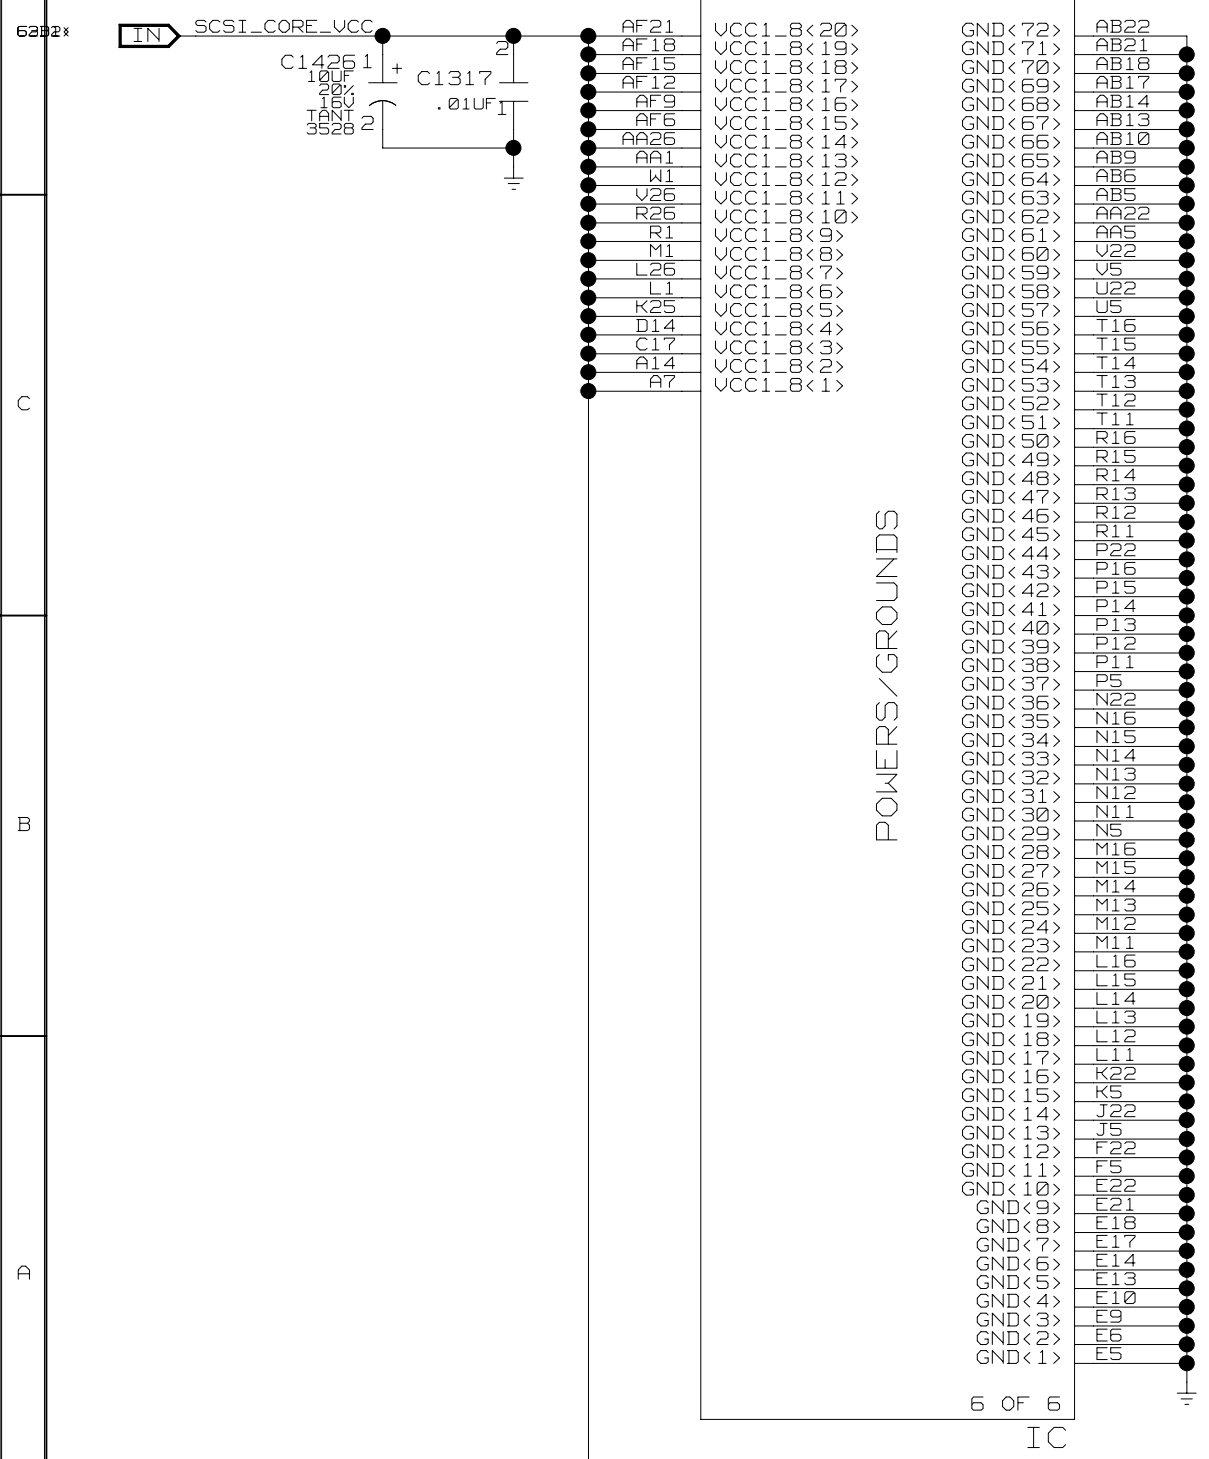 IN SCSI_CORE_VCC
C14261
10UF
20%
16V
TANT
3528 2
+
2
C1317
.01UF
1
AF21 VCC1_8<20> GND<72> AB22
AF18 VCC1_8<19> GND<71> AB21
AF15 VCC1_8<18> GND<70> AB18
AF12 VCC1_8<17> GND<69> AB17
AF9 VCC1_8<16> GND<68> AB14
AF6 VCC1_8<15> GND<67> AB13
AA26 VCC1_8<14> GND<66> AB10
AA1 VCC1_8<13> GND<65> AB9
W1 VCC1_8<12> GND<64> AB6
V26 VCC1_8<11> GND<63> AB5
R26 VCC1_8<10> GND<62> AA22
R1 VCC1_8<9> GND<61> AA5
M1 VCC1_8<8> GND<60> V22
L26 VCC1_8<7> GND<59> V5
L1 VCC1_8<6> GND<58> U22
K25 VCC1_8<5> GND<57> U5
D14 VCC1_8<4> GND<56> T16
C17 VCC1_8<3> GND<55> T15
A14 VCC1_8<2> GND<54> T14
A7 VCC1_8<1> GND<53> T13
C
GND<52> T12
GND<51> T11
GND<50> R16
GND<49> R15
GND<48> R14
GND<47> R13
GND<46> R12
GND<45> R11
GND<44> P22
GND<43> P16
GND<42> P15
GND<41> P14
GND<40> P13
GND<39> P12
GND<38> P11
GND<37> P5
POWERS/GROUNDS
GND<36> N22
GND<35> N16
GND<34> N15
GND<33> N14
GND<32> N13
GND<31> N12
GND<30> N11
B
GND<29> N5
GND<28> M16
GND<27> M15
GND<26> M14
GND<25> M13
GND<24> M12
GND<23> M11
GND<22> L16
GND<21> L15
GND<20> L14
GND<19> L13
GND<18> L12
GND<17> L11
GND<16> K22
GND<15> K5
GND<14> J22
GND<13> J5
GND<12> F22
GND<11> F5
GND<10> E22
GND<9> E21
GND<8> E18
GND<7> E17
A
GND<6> E14
GND<5> E13
GND<4> E10
GND<3> E9
GND<2> E6
GND<1> E5
6 OF 6
IC